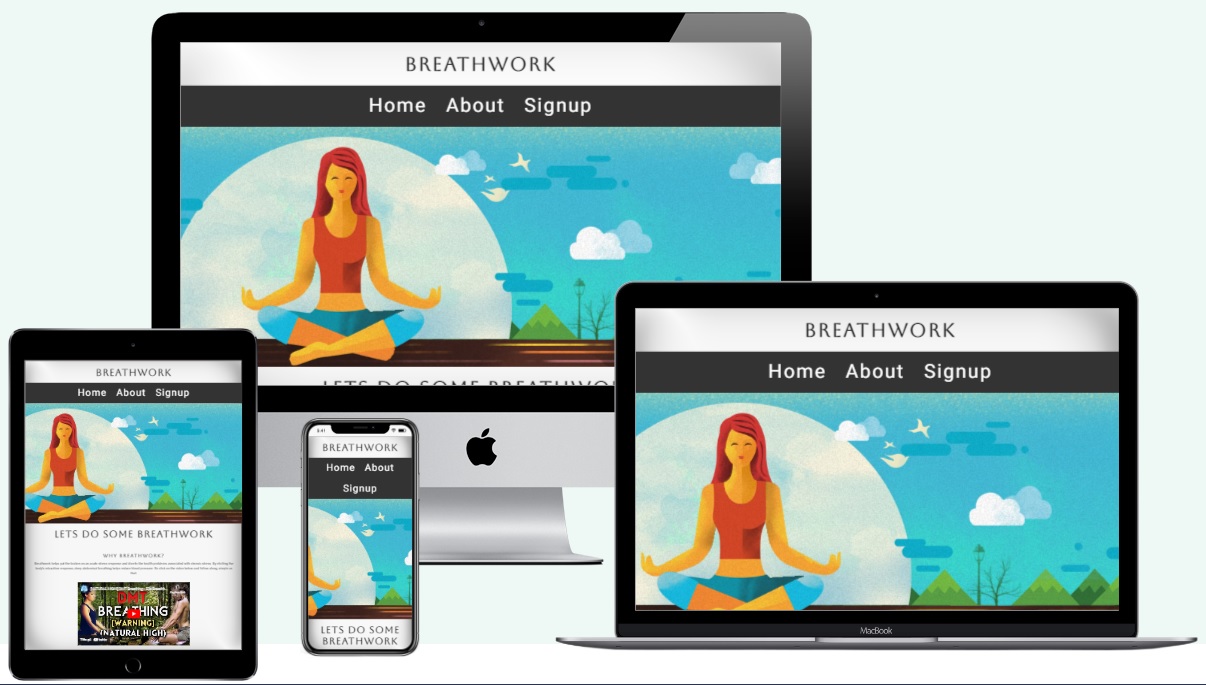 BREATHWORK
Home About Signup
LETS DO SOME BREATHWO
BREATHWORK
Home About Signup
LETS DO SOME BREATHWORK
WHY BREATHWORK?
DMT
BREATHING
[WARNING]
(NATURAL HIGH)
BREATHWORK
Home About
Signup
LETS DO SOME
BREATHWORK
BREATHWORK
Home About Signup
MacBook